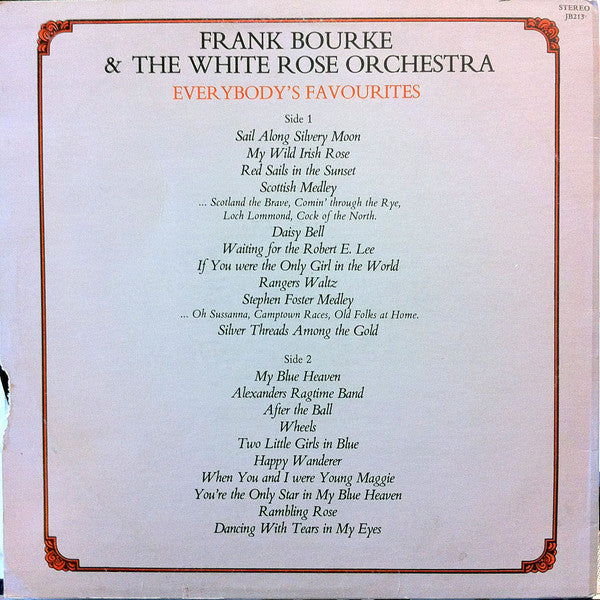 STEREO
JB213
FRANK BOURKE
& THE WHITE ROSE ORCHESTRA
EVERYBODY'S FAVOURITES
Side 1
Sail Along Silvery Moon
My Wild Irish Rose
Red Sails in the Sunset
Scottish Medley
... Scotland the Brave, Comin' through the Rye,
Loch Lommond, Cock of the North.
Daisy Bell
Waiting for the Robert E. Lee
If You were the Only Girl in the World
Rangers Waltz
Stephen Foster Medley
... Oh Sussanna, Camptown Races, Old Folks at Home.
Silver Threads Among the Gold
Side 2
My Blue Heaven
Alexanders Ragtime Band
After the Ball
Wheels
Two Little Girls in Blue
Happy Wanderer
When You and I were Young Maggie
You're the Only Star in My Blue Heaven
Rambling Rose
Dancing With Tears in My Eyes